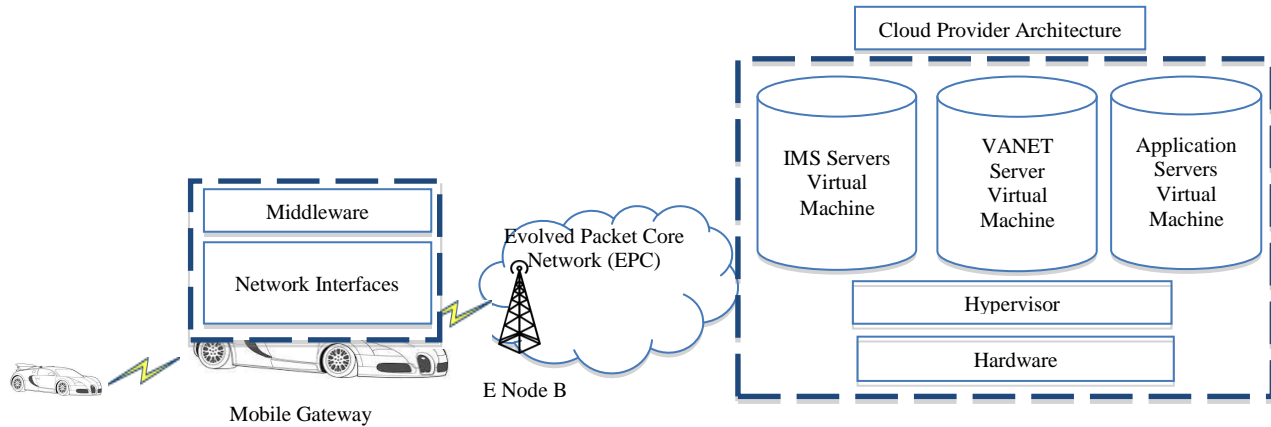 Cloud Provider Architecture
IMS Servers
Virtual
Machine
VANET
Server
Virtual
Machine
Application
Servers
Virtual
Machine
Middleware
Network Interfaces
Evolved Packet Core
Network (EPC)
Hypervisor
Hardware
E Node B
Mobile Gateway